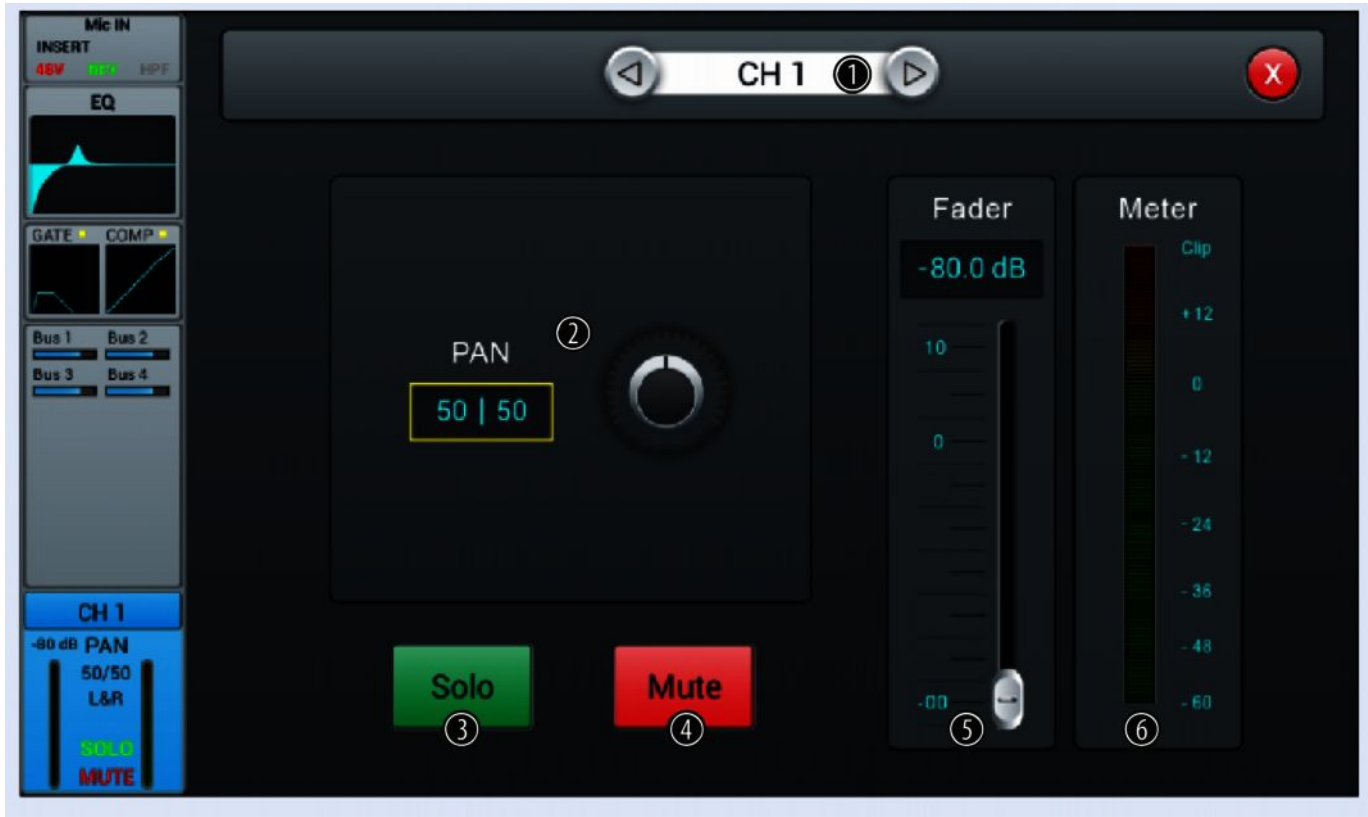 Mic IN
INSERT
48V REV HPF
EQ
GATE COMP
Bus 1 Bus 2
Bus 3 Bus 4
CH 1
-80 dB PAN
50/50
L&R
SOLO
MUTE
CH 1 ①
X
PAN ②
50 | 50
Solo
③
Mute
④
Fader
-80.0 dB
10
0
-00
⑤
Meter
Clip
+12
0
-12
-24
-36
-48
-60
⑥